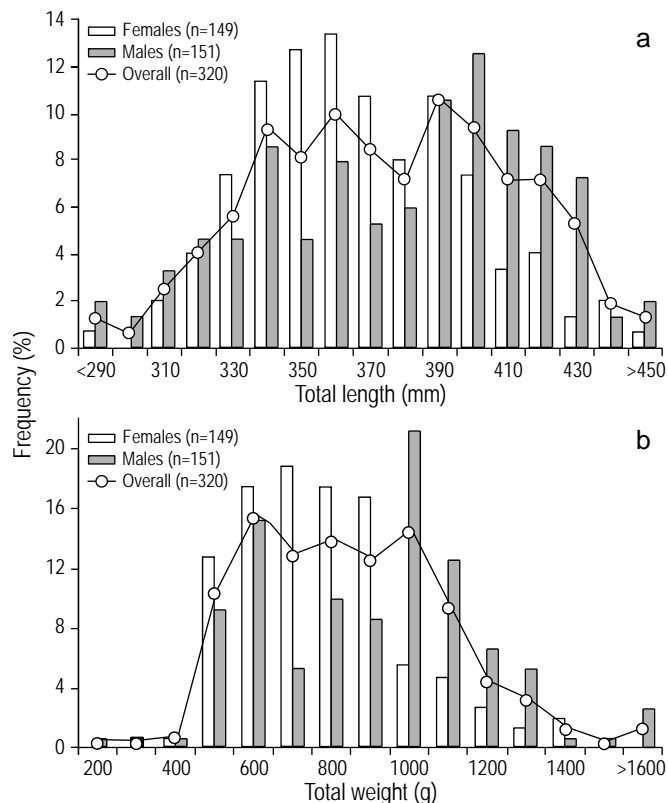 14
12
10
8
6
4
2
0
Females (n=149)
Males (n=151)
Overall (n=320)
a
<290 310 330 350 370 390 410 430 >450
Total length (mm)
Frequency (%)
20
16
12
8
4
0
Females (n=149)
Males (n=151)
Overall (n=320)
b
200 400 600 800 1000 1200 1400 >1600
Total weight (g)